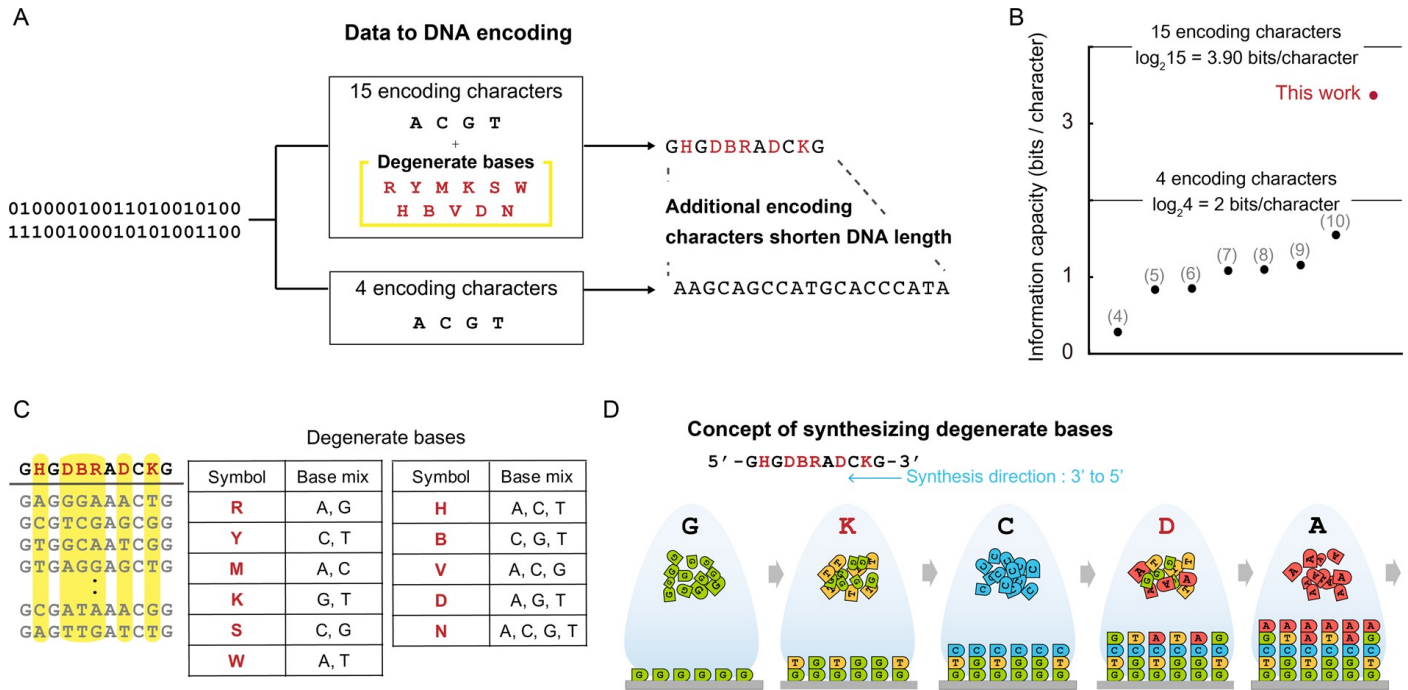 A
Data to DNA encoding
15 encoding characters
A C G T
+
Degenerate bases
R Y M K S W
H B V D N
01000010011010010100
11100100010101001100
4 encoding characters
A C G T
GHGDBRADCKG
Additional encoding
characters shorten DNA length
AAGCAGCCATGCACCCATA
B
Information capacity (bits / character)
15 encoding characters
log₂15 = 3.90 bits/character
This work
3
4 encoding characters
log₂4 = 2 bits/character
(10)
(9)
(8)
(7)
(6)
(5)
(4)
1
0
C
GHGDBRADCKG
GAGGGAAACTG
GCGTCGAGCGG
GTGGCAATCGG
GTGAGGAGCTG
:
GCGATAAACGG
GAGTTGATCTG
Degenerate bases
Symbol Base mix
R A, G
Y C, T
M A, C
K G, T
S C, G
W A, T
Symbol Base mix
H A, C, T
B C, G, T
V A, C, G
D A, G, T
N A, C, G, T
D
Concept of synthesizing degenerate bases
5′ -GHGDBRADCKG-3′
Synthesis direction : 3’ to 5’
G K C D A
G G G G G G
T G T G G T
G G G G G G
C C C C C C
T G T G G T
G G G G G G
G T A T A G
C C C C C C
T G T G G T
G G G G G G
A A A A A A
G T A T A G
C C C C C C
T G T G G T
G G G G G G